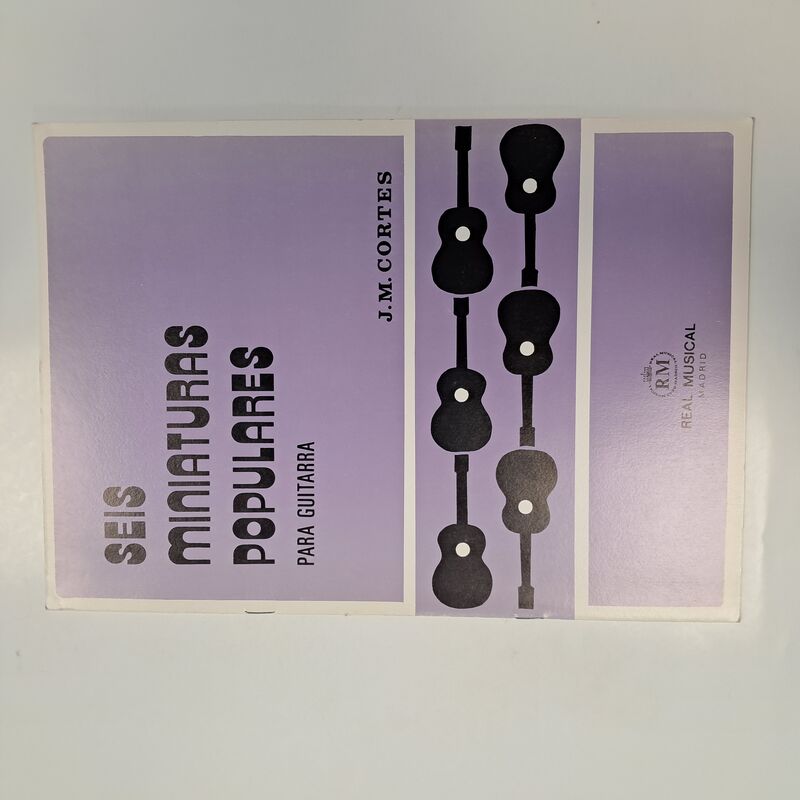 SEIS
MINIATURAS
POPULARES
PARA GUITARRA
J.M. CORTES
RM
REAL MUSICAL
MADRID